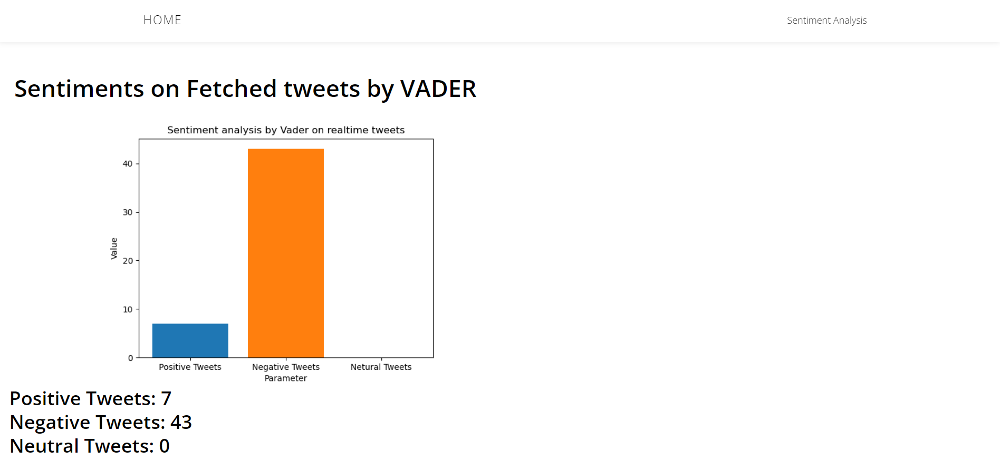 HOME
Sentiment Analysis
Sentiments on Fetched tweets by VADER
Sentiment analysis by Vader on realtime tweets
40
30
20
10
0
Value
Positive Tweets
Negative Tweets
Netural Tweets
Parameter
Positive Tweets: 7
Negative Tweets: 43
Neutral Tweets: 0